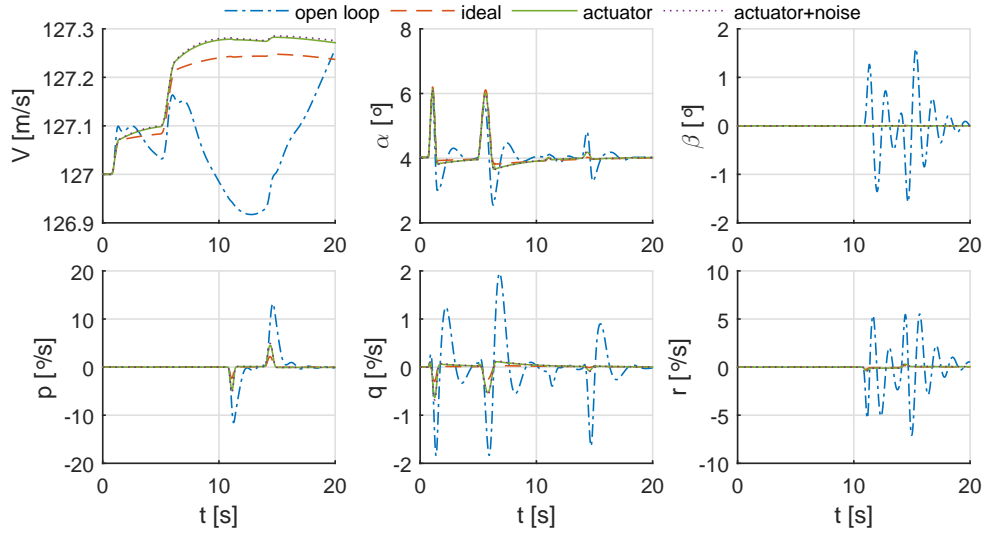 open loop ideal actuator actuator+noise
127.3
127.2
127.1
127
126.9
V [m/s]
0 10 20
8
6
4
2
α [º]
0 10 20
2
1
0
-1
-2
β [º]
0 10 20
20
10
0
-10
-20
p [º/s]
0 10 20
t [s]
2
1
0
-1
-2
q [º/s]
0 10 20
t [s]
10
5
0
-5
-10
r [º/s]
0 10 20
t [s]